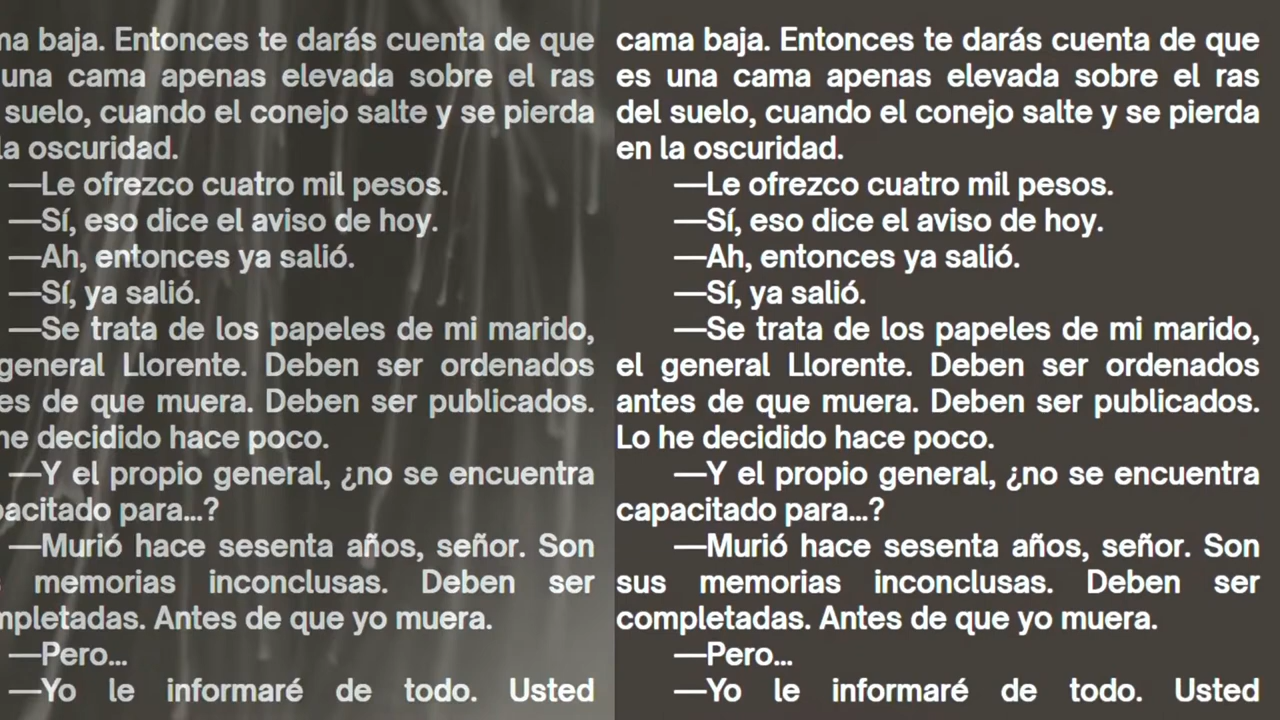 ma baja. Entonces te darás cuenta de que
una cama apenas elevada sobre el ras
suelo, cuando el conejo salte y se pierda
la oscuridad.
—Le ofrezco cuatro mil pesos.
—Sí, eso dice el aviso de hoy.
—Ah, entonces ya salió.
—Sí, ya salió.
—Se trata de los papeles de mi marido,
general Llorente. Deben ser ordenados
es de que muera. Deben ser publicados.
he decidido hace poco.
—Y el propio general, ¿no se encuentra
pacitado para...?
—Murió hace sesenta años, señor. Son
s memorias inconclusas. Deben ser
mpletadas. Antes de que yo muera.
—Pero...
—Yo le informaré de todo. Usted
cama baja. Entonces te darás cuenta de que
es una cama apenas elevada sobre el ras
del suelo, cuando el conejo salte y se pierda
en la oscuridad.
—Le ofrezco cuatro mil pesos.
—Sí, eso dice el aviso de hoy.
—Ah, entonces ya salió.
—Sí, ya salió.
—Se trata de los papeles de mi marido,
el general Llorente. Deben ser ordenados
antes de que muera. Deben ser publicados.
Lo he decidido hace poco.
—Y el propio general, ¿no se encuentra
capacitado para...?
—Murió hace sesenta años, señor. Son
sus memorias inconclusas. Deben ser
completadas. Antes de que yo muera.
—Pero...
—Yo le informaré de todo. Usted